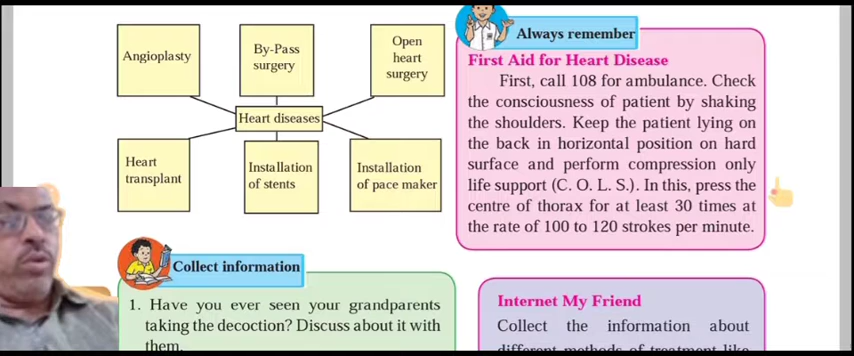 Angioplasty
By-Pass
surgery
Open
heart
surgery
Heart diseases
Heart
transplant
Installation
of stents
Installation
of pace maker
Always remember
First Aid for Heart Disease
First, call 108 for ambulance. Check
the consciousness of patient by shaking
the shoulders. Keep the patient lying on
the back in horizontal position on hard
surface and perform compression only
life support (C. O. L. S.). In this, press the
centre of thorax for at least 30 times at
the rate of 100 to 120 strokes per minute.
Collect information
1. Have you ever seen your grandparents
taking the decoction? Discuss about it with
them.
Internet My Friend
Collect the information about
different methods of treatment like